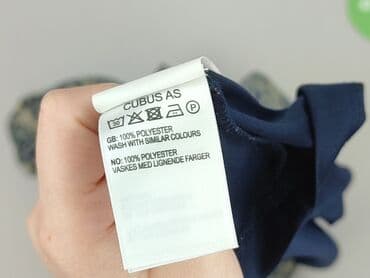 CUBUS AS
GB: 100% POLYESTER
WASH WITH SIMILAR COLOURS
NO: 100% POLYESTER
VASKES MED LIGNENDE FARGER